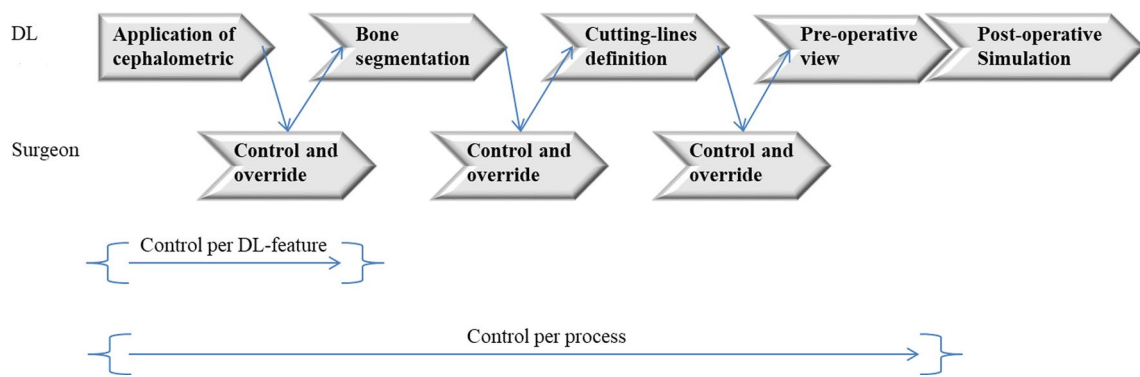 DL
Application of
cephalometric
Bone
segmentation
Cutting-lines
definition
Pre-operative
view
Post-operative
Simulation
Surgeon
Control and
override
Control and
override
Control and
override
Control per DL-feature
Control per process